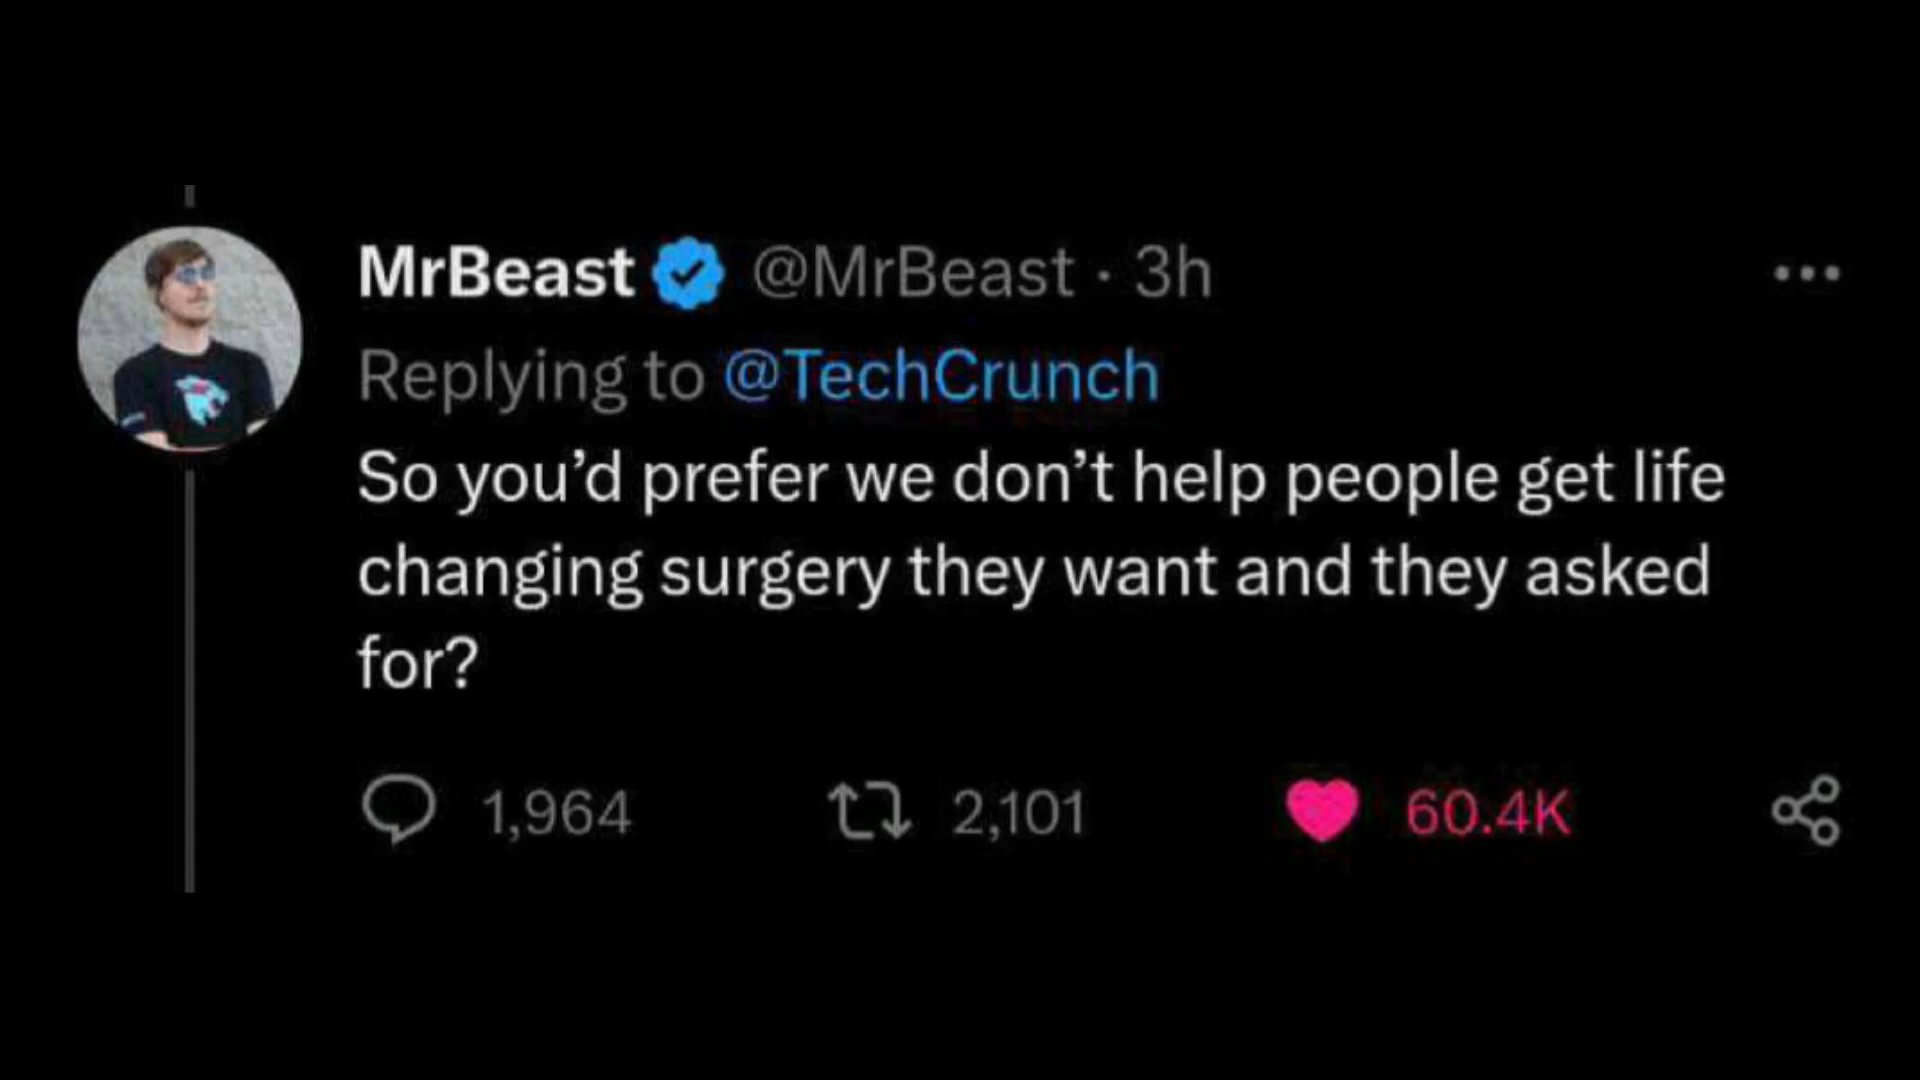 MrBeast @MrBeast · 3h
Replying to @TechCrunch
So you’d prefer we don’t help people get life
changing surgery they want and they asked
for?
1,964 2,101 60.4K